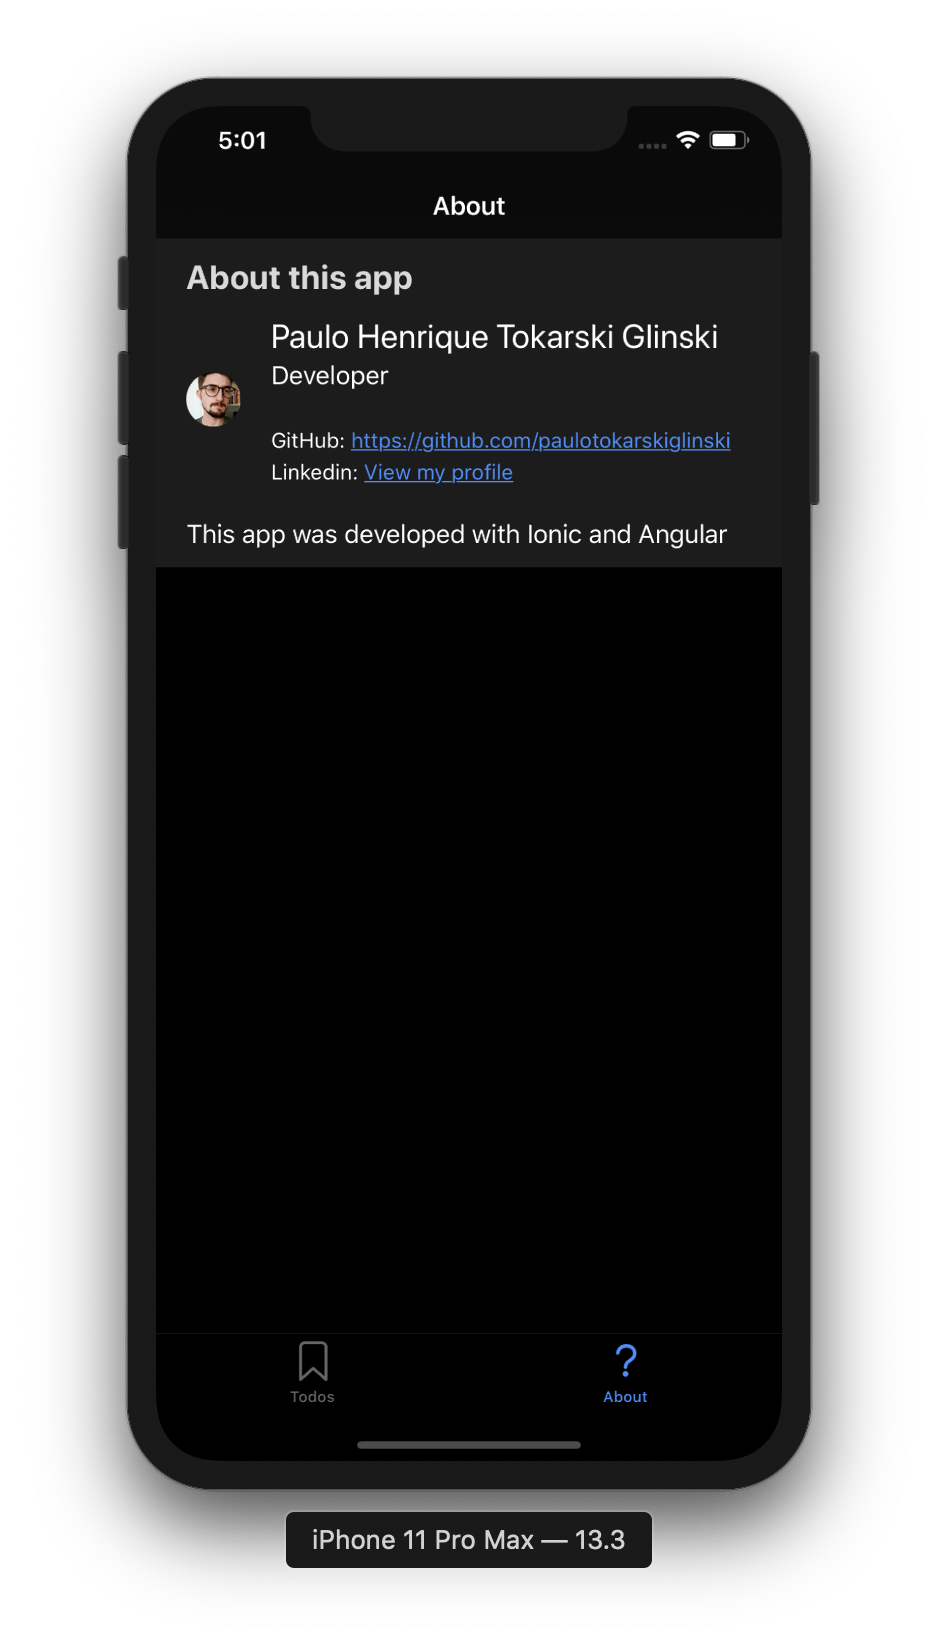 5:01
About
About this app
Paulo Henrique Tokarski Glinski
Developer
GitHub: https://github.com/paulotokarskiglinski
Linkedin: View my profile
This app was developed with Ionic and Angular
Todos
About
iPhone 11 Pro Max — 13.3